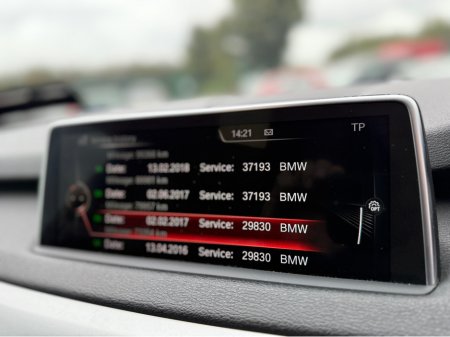 14:21
TP
Date: 13.02.2018 Service: 37193 BMW
Date: 02.06.2017 Service: 37193 BMW
Date: 02.02.2017 Service: 29830 BMW
Date: 13.04.2016 Service: 29830 BMW
OPT